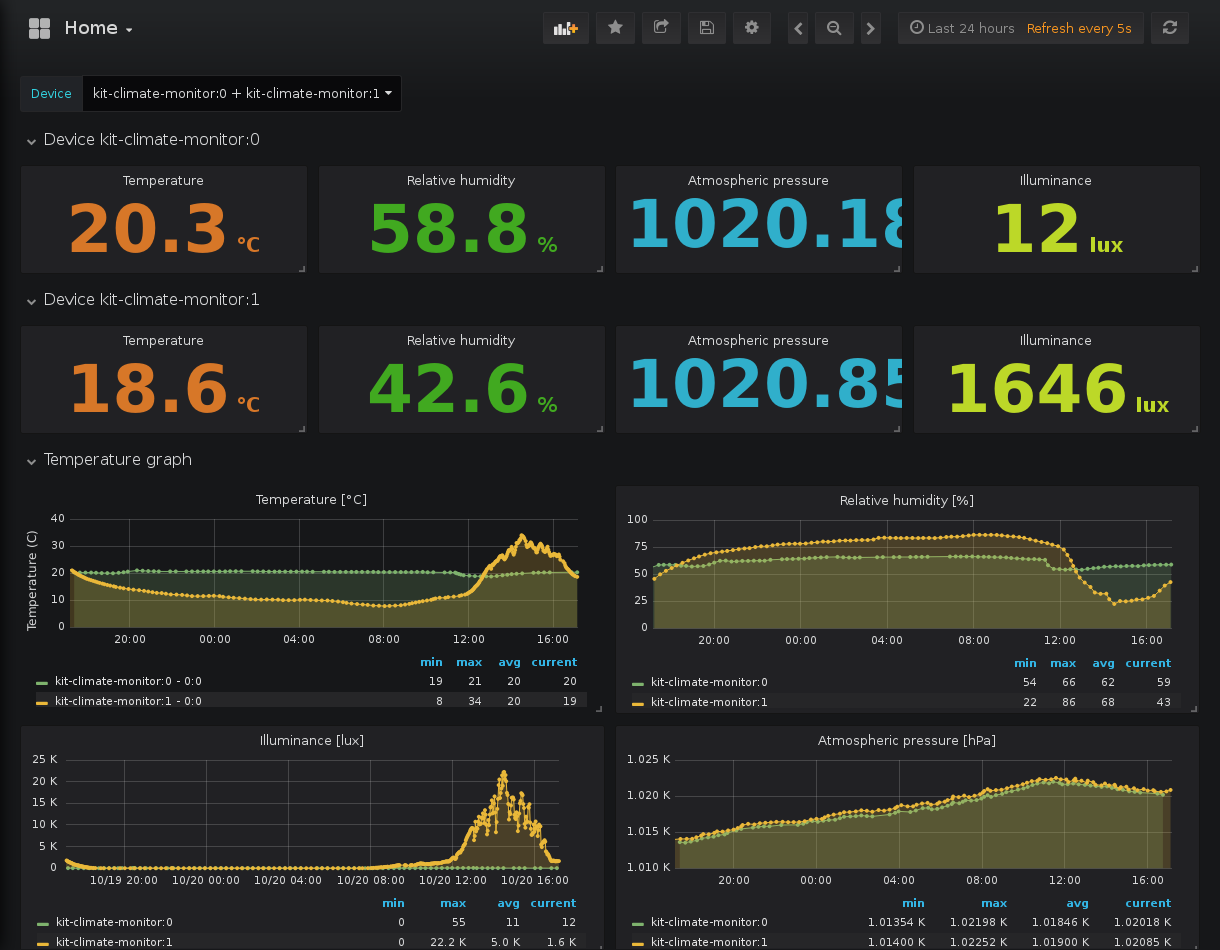 Home
Last 24 hours Refresh every 5s
Device kit-climate-monitor:0 + kit-climate-monitor:1
Device kit-climate-monitor:0
Temperature Relative humidity Atmospheric pressure Illuminance
20.3 °C 58.8 % 1020.18 12 lux
Device kit-climate-monitor:1
Temperature Relative humidity Atmospheric pressure Illuminance
18.6 °C 42.6 % 1020.85 1646 lux
Temperature graph
Temperature [°C]
Temperature (C)
40
30
20
10
0
20:00 00:00 04:00 08:00 12:00 16:00
min max avg current
kit-climate-monitor:0 - 0:0 19 21 20 20
kit-climate-monitor:1 - 0:0 8 34 20 19
Relative humidity [%]
100
75
50
25
0
20:00 00:00 04:00 08:00 12:00 16:00
min max avg current
kit-climate-monitor:0 54 66 62 59
kit-climate-monitor:1 22 86 68 43
Illuminance [lux]
25 K
20 K
15 K
10 K
5 K
0
10/19 20:00 10/20 00:00 10/20 04:00 10/20 08:00 10/20 12:00 10/20 16:00
min max avg current
kit-climate-monitor:0 0 55 11 12
kit-climate-monitor:1 0 22.2 K 5.0 K 1.6 K
Atmospheric pressure [hPa]
1.025 K
1.020 K
1.015 K
1.010 K
20:00 00:00 04:00 08:00 12:00 16:00
min max avg current
kit-climate-monitor:0 1.01354 K 1.02198 K 1.01846 K 1.02018 K
kit-climate-monitor:1 1.01400 K 1.02252 K 1.01900 K 1.02085 K